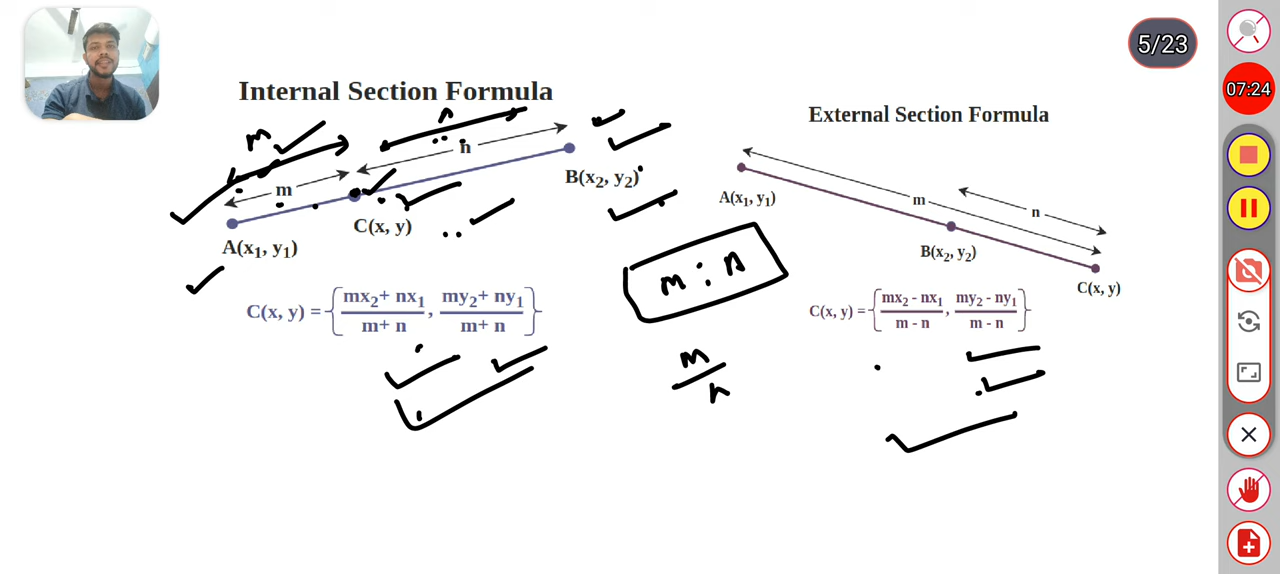 5/23
07:24
Internal Section Formula
m
n
m
n
A(x1, y1)
C(x, y)
B(x2, y2)
C(x, y) = { mx2+ nx1 / m+ n , my2+ ny1 / m+ n }
m : n
m
n
External Section Formula
A(x1, y1)
m
n
B(x2, y2)
C(x, y)
C(x, y) = { mx2 - nx1 / m - n , my2 - ny1 / m - n }